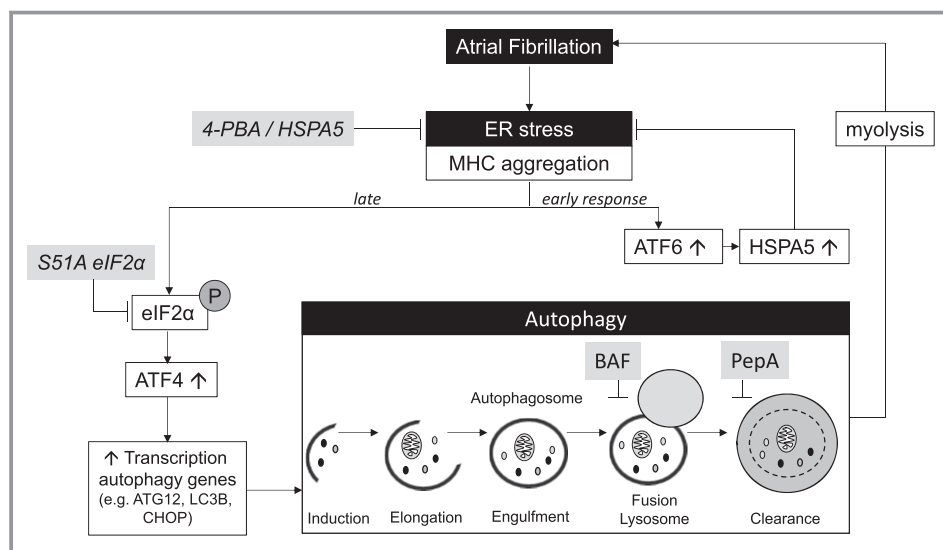 Atrial Fibrillation
4-PBA / HSPA5
ER stress
MHC aggregation
myolysis
late
early response
ATF6 ↑
HSPA5 ↑
S51A eIF2α
P
eIF2α
ATF4 ↑
↑ Transcription
autophagy genes
(e.g. ATG12, LC3B,
CHOP)
Autophagy
BAF
PepA
Autophagosome
Induction
Elongation
Engulfment
Fusion
Lysosome
Clearance